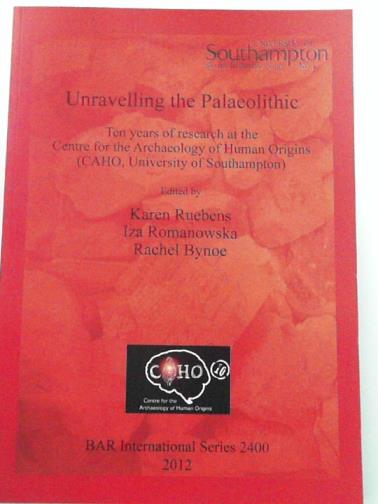 Southampton
Unravelling the Palaeolithic
Ten years of research at the
Centre for the Archaeology of Human Origins
(CAHO, University of Southampton)
Edited by
Karen Ruebens
Iza Romanowska
Rachel Bynoe
CAHO 10
Centre for the
Archaeology of Human Origins
BAR International Series 2400
2012